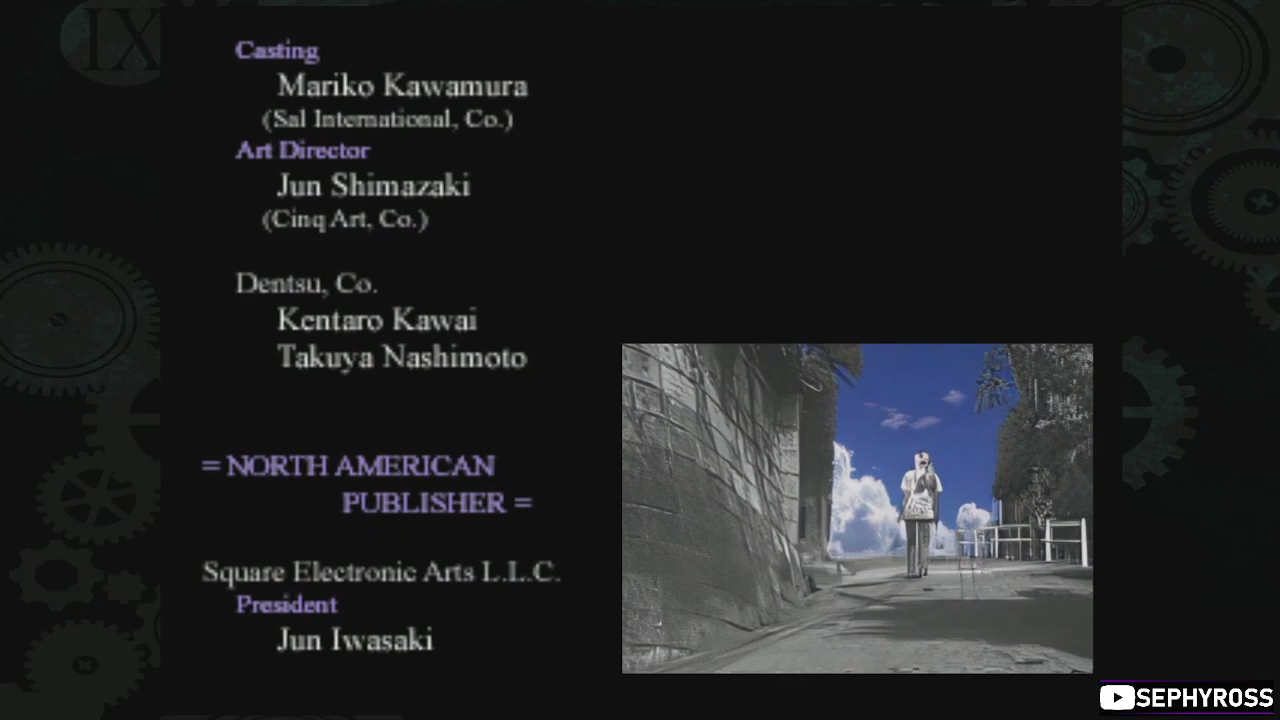 IX
Casting
Mariko Kawamura
(Sal International, Co.)
Art Director
Jun Shimazaki
(Cinq Art, Co.)
Dentsu, Co.
Kentaro Kawai
Takuya Nashimoto
= NORTH AMERICAN
PUBLISHER =
Square Electronic Arts L.L.C.
President
Jun Iwasaki
SEPHYROSS